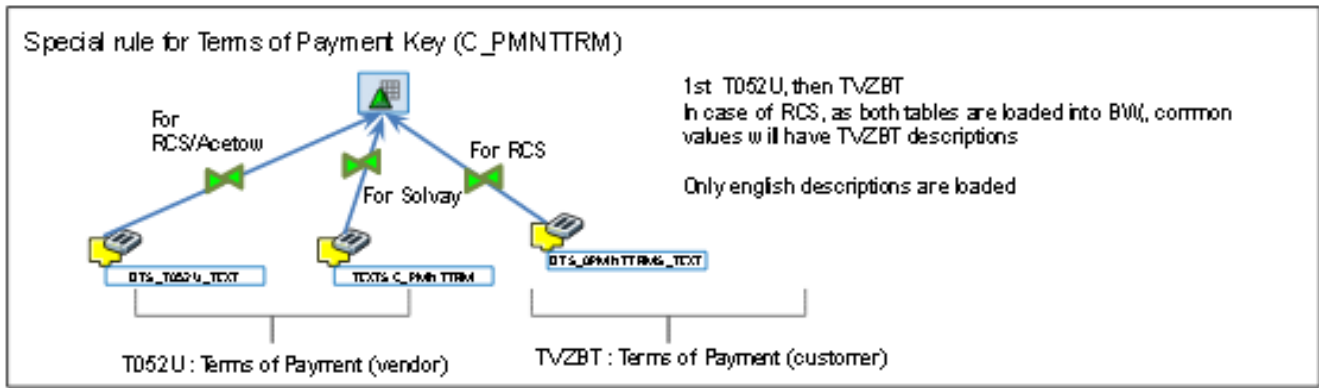 Special rule for Terms of Payment Key (C_PMNTTRM)
1st T052U, then TVZBT
In case of RCS, as both tables are loaded into BW, common
values will have TVZBT descriptions
Only english descriptions are loaded
For
RCS/Acetow
For Solvay
For RCS
DTS_T052U_TEXT
TEXTS C_PMNTTRM
DTS_0PMNTTRMS_TEXT
T052U : Terms of Payment (vendor)
TVZBT : Terms of Payment (customer)